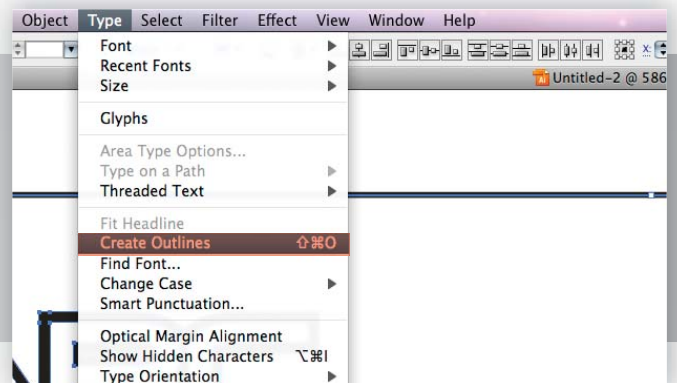 Object Type Select Filter Effect View Window Help
x:
Untitled-2 @ 586
Font
Recent Fonts
Size
Glyphs
Area Type Options...
Type on a Path
Threaded Text
Fit Headline
Create Outlines ⇧⌘O
Find Font...
Change Case
Smart Punctuation...
Optical Margin Alignment
Show Hidden Characters ⌥⌘I
Type Orientation